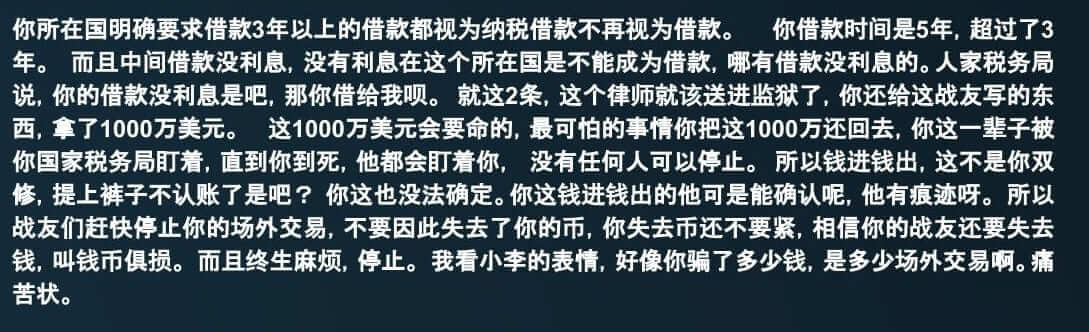 你所在国明确要求借款3年以上的借款都视为纳税借款不再视为借款。 你借款时间是5年, 超过了3
年。 而且中间借款没利息, 没有利息在这个所在国是不能成为借款, 哪有借款没利息的。人家税务局
说, 你的借款没利息是吧, 那你借给我呗。 就这2条, 这个律师就该送进监狱了, 你还给这战友写的东
西, 拿了1000万美元。 这1000万美元会要命的, 最可怕的事情你把这1000万还回去, 你这一辈子被
你国家税务局盯着, 直到你到死, 他都会盯着你, 没有任何人可以停止。 所以钱进钱出, 这不是你双
修, 提上裤子不认账了是吧？ 你这也没法确定。你这钱进钱出的他可是能确认呢, 他有痕迹呀。 所以
战友们赶快停止你的场外交易, 不要因此失去了你的币, 你失去币还不要紧, 相信你的战友还要失去
钱, 叫钱币俱损。 而且终生麻烦, 停止。 我看小李的表情, 好像你骗了多少钱, 是多少场外交易啊。痛
苦状。